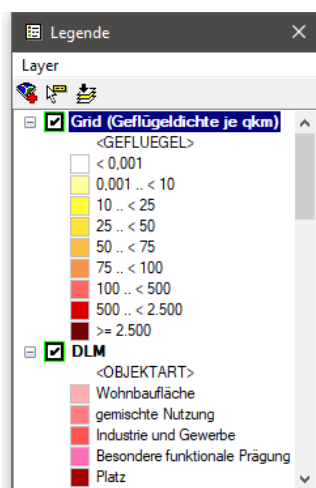 Legende
Layer
Grid (Geflügeldichte je qkm)
<GEFLUEGEL>
< 0,001
0,001 .. < 10
10 .. < 25
25 .. < 50
50 .. < 75
75 .. < 100
100 .. < 500
500 .. < 2.500
>= 2.500
DLM
<OBJEKTART>
Wohnbaufläche
gemischte Nutzung
Industrie und Gewerbe
Besondere funktionale Prägung
Platz